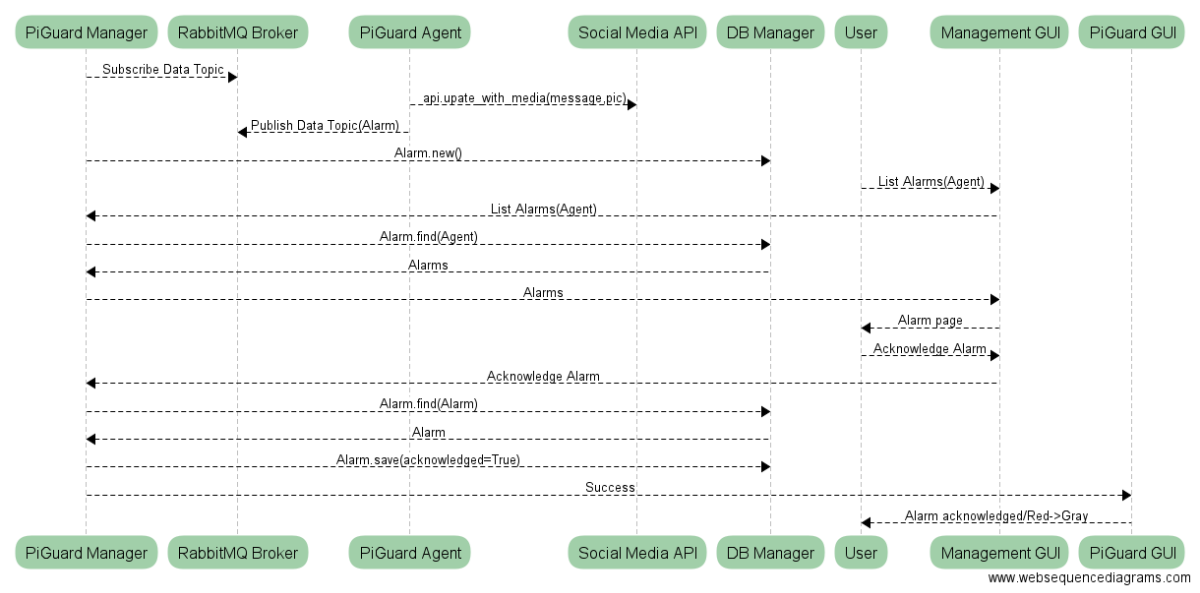 PiGuard Manager RabbitMQ Broker PiGuard Agent Social Media API DB Manager User Management GUI PiGuard GUI
Subscribe Data Topic
api.upate_with_media(message,pic)
Publish Data Topic(Alarm)
Alarm.new()
List Alarms(Agent)
List Alarms(Agent)
Alarm.find(Agent)
Alarms
Alarms
Alarm page
Acknowledge Alarm
Acknowledge Alarm
Alarm.find(Alarm)
Alarm
Alarm.save(acknowledged=True)
Success
Alarm acknowledged/Red->Gray
PiGuard Manager RabbitMQ Broker PiGuard Agent Social Media API DB Manager User Management GUI PiGuard GUI
www.websequencediagrams.com